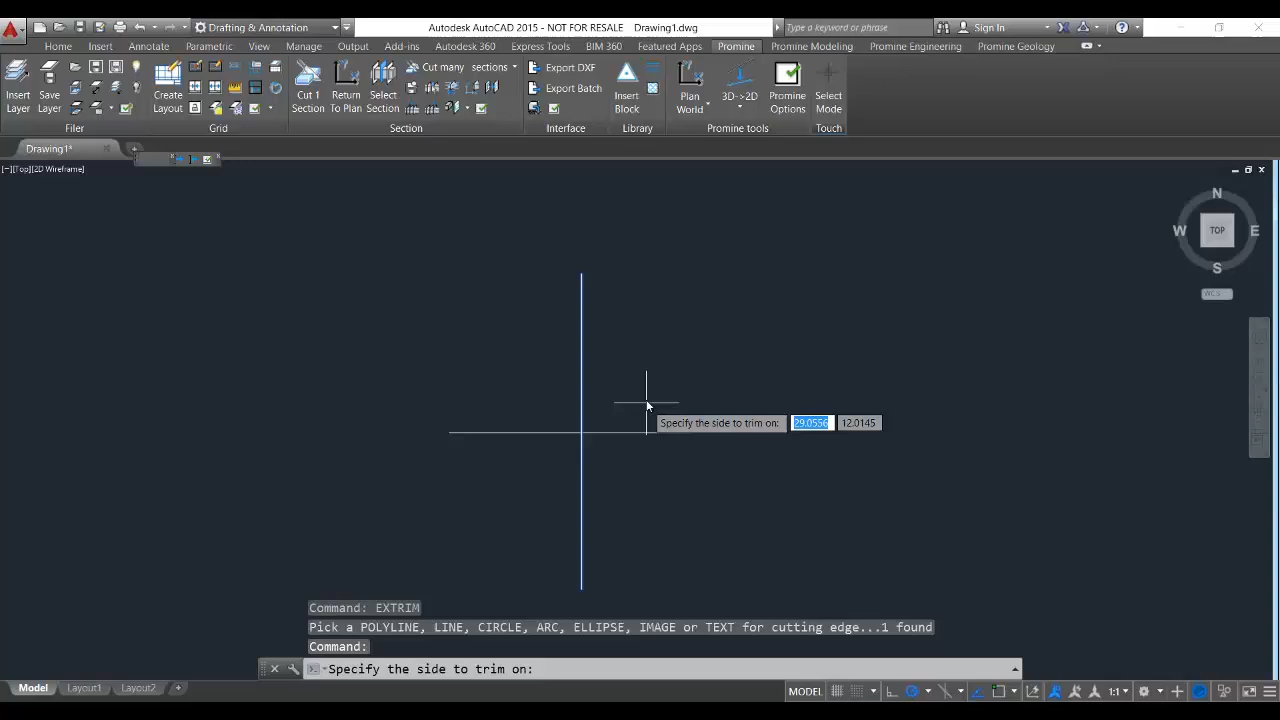 Drafting & Annotation
Autodesk AutoCAD 2015 - NOT FOR RESALE Drawing1.dwg
Type a keyword or phrase
Sign In
Home Insert Annotate Parametric View Manage Output Add-ins Autodesk 360 Express Tools BIM 360 Featured Apps Promine Promine Modeling Promine Engineering Promine Geology
Insert Layer
Save Layer
Create Layout
Cut 1 Section
Return To Plan
Select Section
Cut many sections
Export DXF
Export Batch
Insert Block
Plan World
3D->2D
Promine Options
Select Mode
Filer Grid Section Interface Library Promine tools Touch
Drawing1*
[−][Top][2D Wireframe]
N
W TOP E
S
WCS
Specify the side to trim on: 29.0556 12.0145
Command: EXTRIM
Pick a POLYLINE, LINE, CIRCLE, ARC, ELLIPSE, IMAGE or TEXT for cutting edge...1 found
Command:
Specify the side to trim on:
Model Layout1 Layout2 +
MODEL 1:1